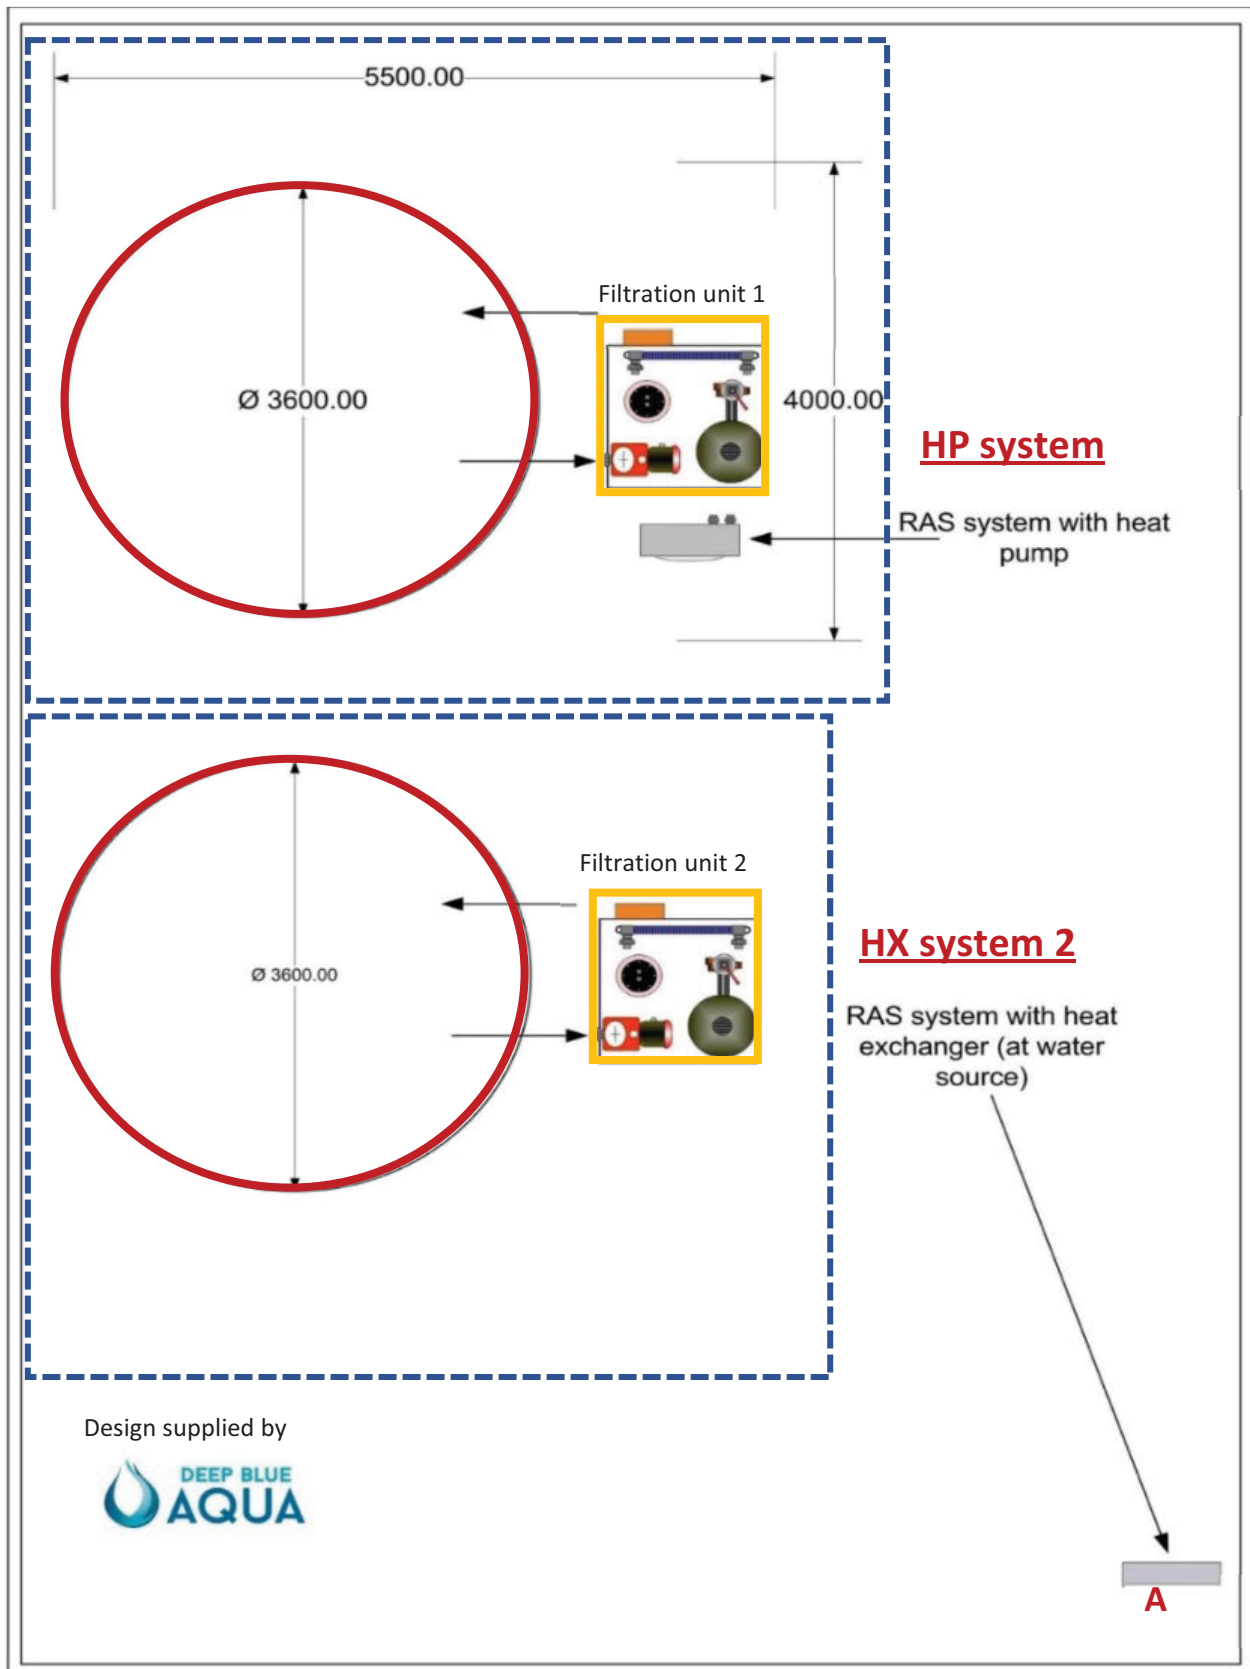 5500.00
Filtration unit 1
Ø 3600.00
4000.00
HP system
RAS system with heat
pump
Filtration unit 2
Ø 3600.00
HX system 2
RAS system with heat
exchanger (at water
source)
Design supplied by
DEEP BLUE
AQUA
A